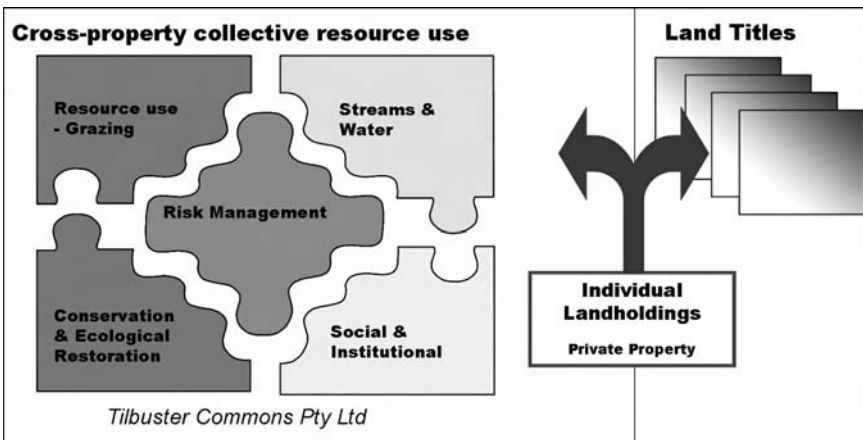 Cross-property collective resource use
Land Titles
Resource use
- Grazing
Streams &
Water
Risk Management
Conservation
& Ecological
Restoration
Social &
Institutional
Individual
Landholdings
Private Property
Tilbuster Commons Pty Ltd